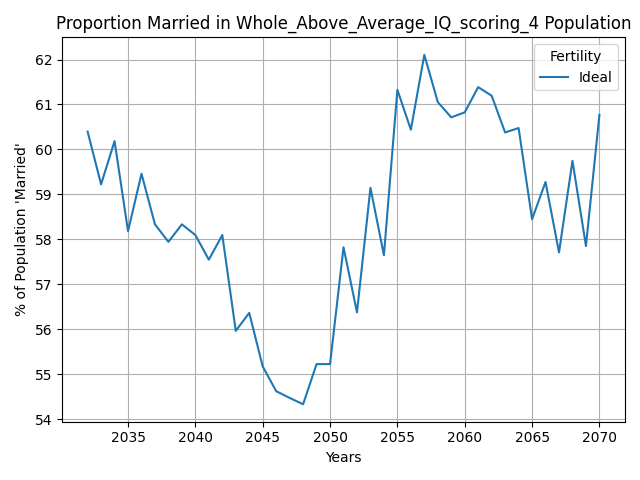 Proportion Married in Whole_Above_Average_IQ_scoring_4 Population
Fertility
Ideal
% of Population 'Married'
62
61
60
59
58
57
56
55
54
2035 2040 2045 2050 2055 2060 2065 2070
Years